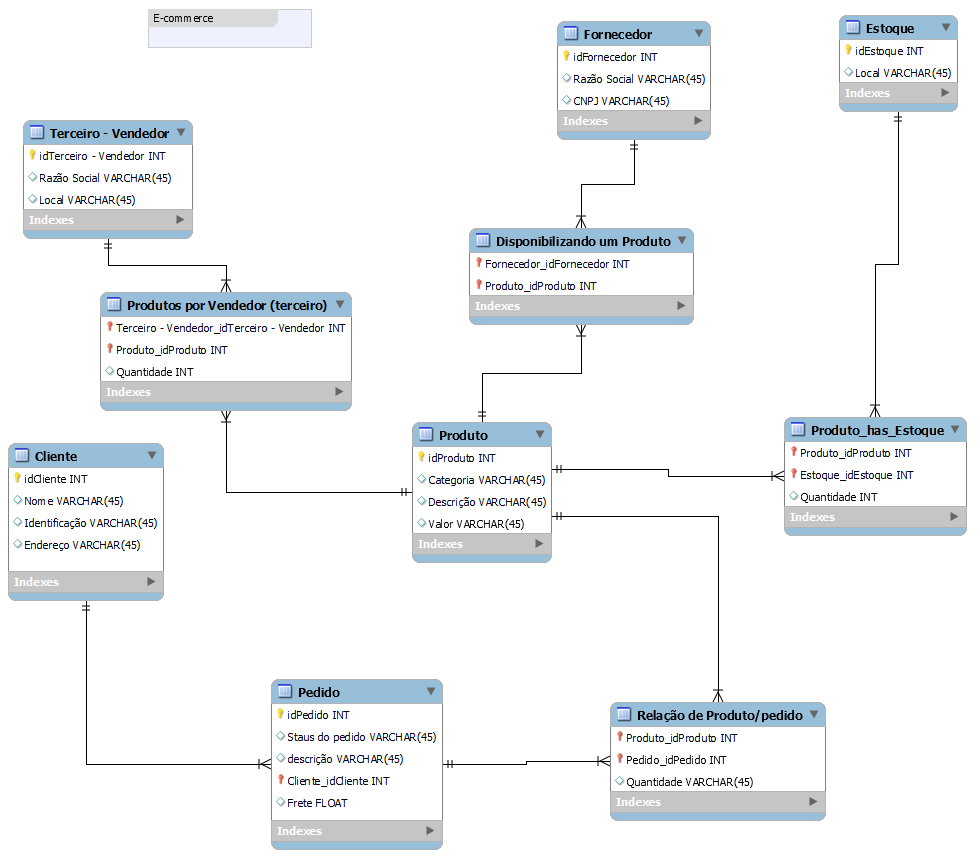 E-commerce
Fornecedor
idFornecedor INT
Razão Social VARCHAR(45)
CNPJ VARCHAR(45)
Indexes
Estoque
idEstoque INT
Local VARCHAR(45)
Indexes
Terceiro - Vendedor
idTerceiro - Vendedor INT
Razão Social VARCHAR(45)
Local VARCHAR(45)
Indexes
Disponibilizando um Produto
Fornecedor_idFornecedor INT
Produto_idProduto INT
Indexes
Produtos por Vendedor (terceiro)
Terceiro - Vendedor_idTerceiro - Vendedor INT
Produto_idProduto INT
Quantidade INT
Indexes
Produto
idProduto INT
Categoria VARCHAR(45)
Descrição VARCHAR(45)
Valor VARCHAR(45)
Indexes
Produto_has_Estoque
Produto_idProduto INT
Estoque_idEstoque INT
Quantidade INT
Indexes
Cliente
idCliente INT
Nome VARCHAR(45)
Identificação VARCHAR(45)
Endereço VARCHAR(45)
Indexes
Pedido
idPedido INT
Staus do pedido VARCHAR(45)
descrição VARCHAR(45)
Cliente_idCliente INT
Frete FLOAT
Indexes
Relação de Produto/pedido
Produto_idProduto INT
Pedido_idPedido INT
Quantidade VARCHAR(45)
Indexes